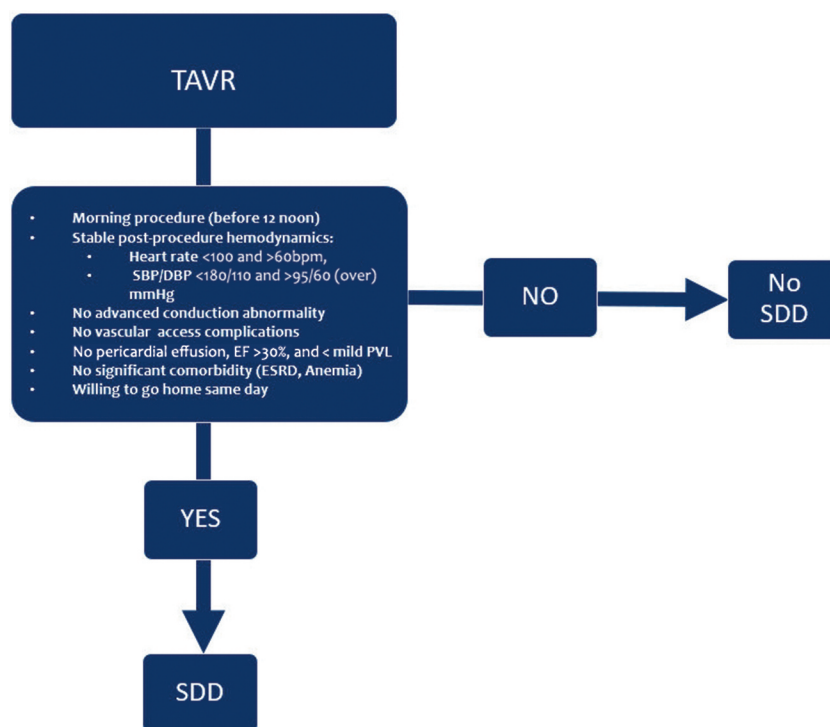 TAVR
• Morning procedure (before 12 noon)
• Stable post-procedure hemodynamics:
• Heart rate <100 and >60bpm,
• SBP/DBP <180/110 and >95/60 (over)
mmHg
• No advanced conduction abnormality
• No vascular access complications
• No pericardial effusion, EF >30%, and < mild PVL
• No significant comorbidity (ESRD, Anemia)
• Willing to go home same day
NO
No
SDD
YES
SDD